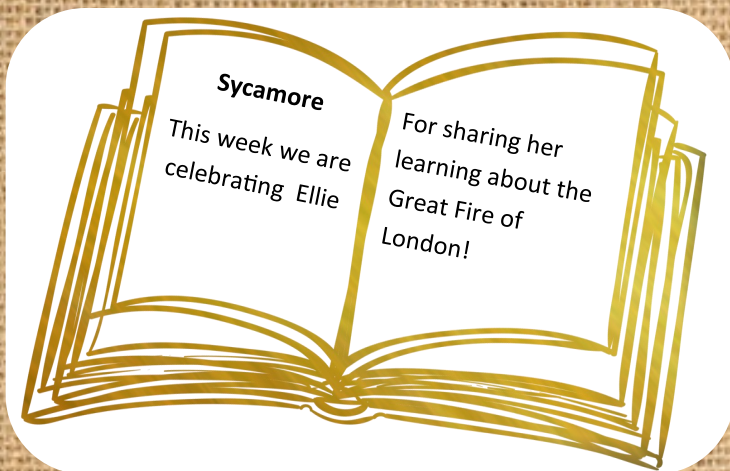 Sycamore
This week we are
celebrating Ellie
For sharing her
learning about the
Great Fire of
London!